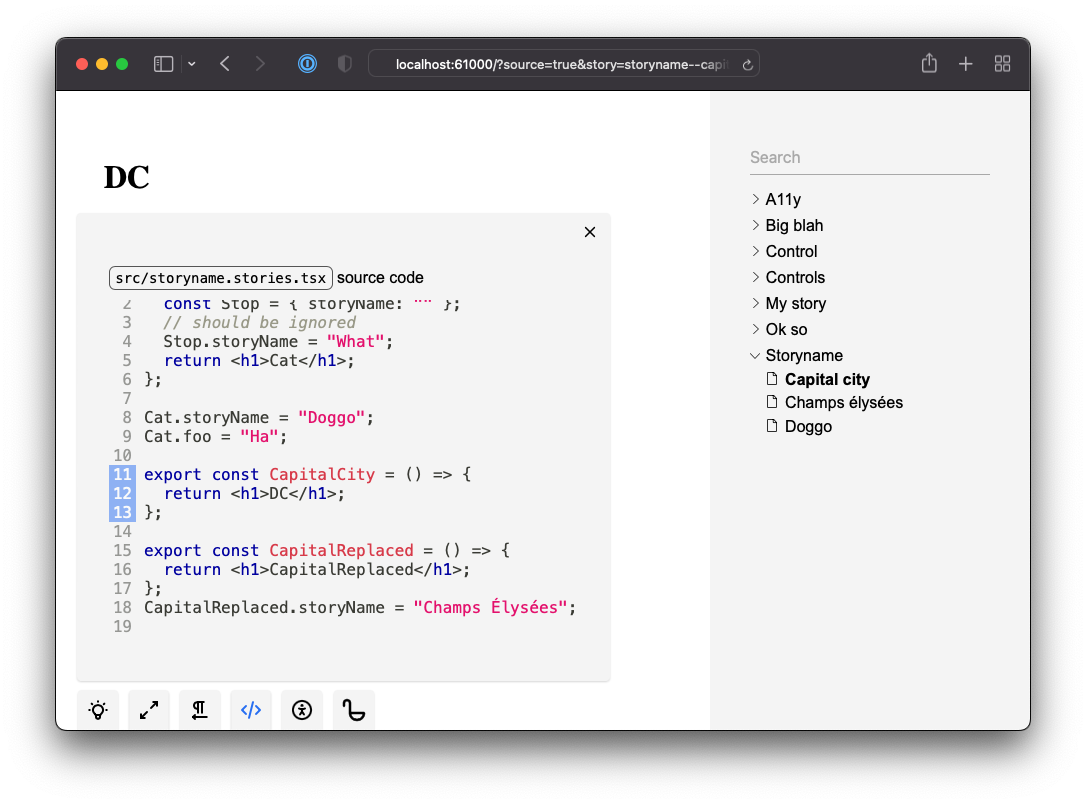 localhost:61000/?source=true&story=storyname--capi
DC
src/storyname.stories.tsx source code
2 const Stop = { storyName: "" };
3 // should be ignored
4 Stop.storyName = "What";
5 return <h1>Cat</h1>;
6 };
7
8 Cat.storyName = "Doggo";
9 Cat.foo = "Ha";
10
11 export const CapitalCity = () => {
12 return <h1>DC</h1>;
13 };
14
15 export const CapitalReplaced = () => {
16 return <h1>CapitalReplaced</h1>;
17 };
18 CapitalReplaced.storyName = "Champs Élysées";
19
Search
A11y
Big blah
Control
Controls
My story
Ok so
Storyname
Capital city
Champs élysées
Doggo